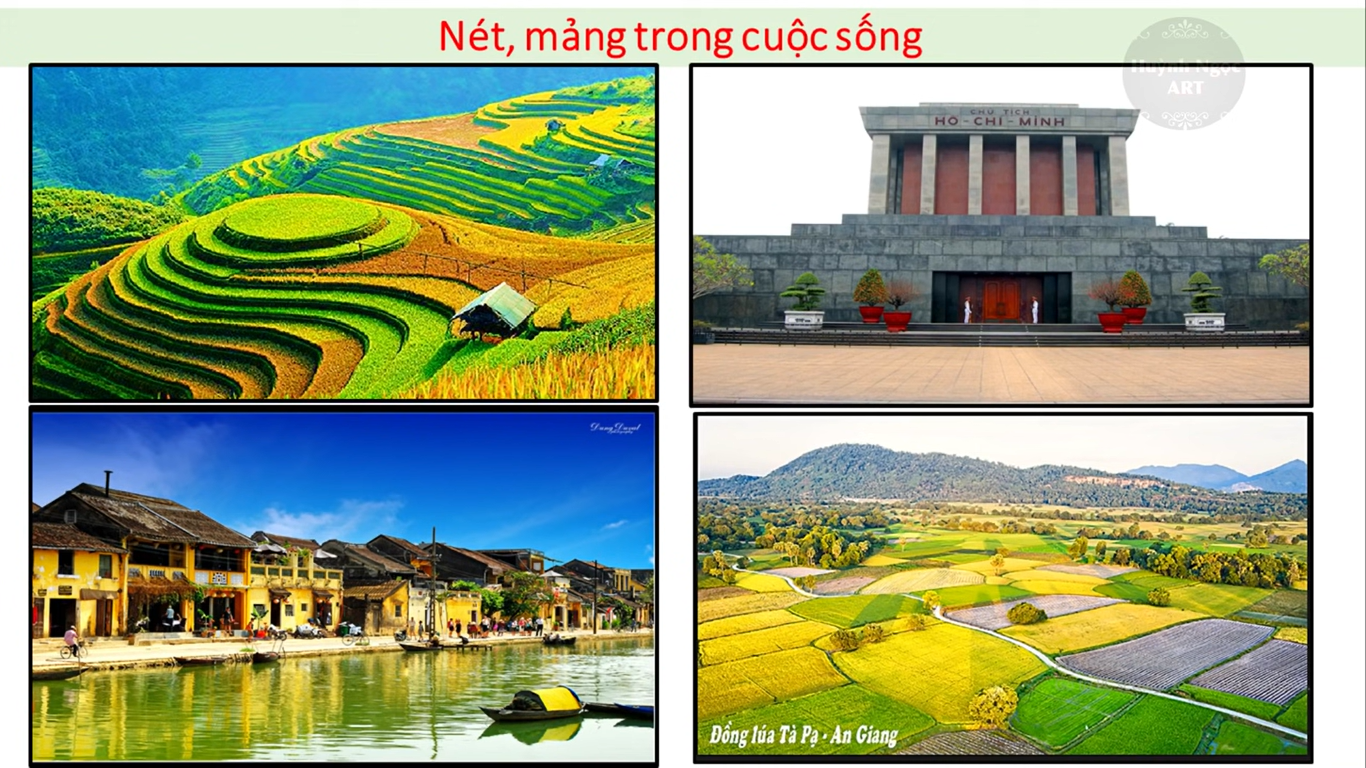 Nét, mảng trong cuộc sống
Huỳnh Ngọc
ART
CHỦ TỊCH
HỒ - CHÍ - MINH
Đồng lúa Tà Pạ - An Giang